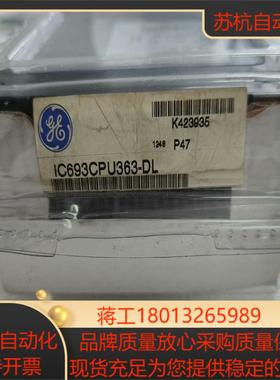 苏杭自动
K423935
1248 P47
IC693CPU363-DL
蒋工18013265989
自动化 品牌质量放心采购质量保
开票 现货充足为您提供稳定的